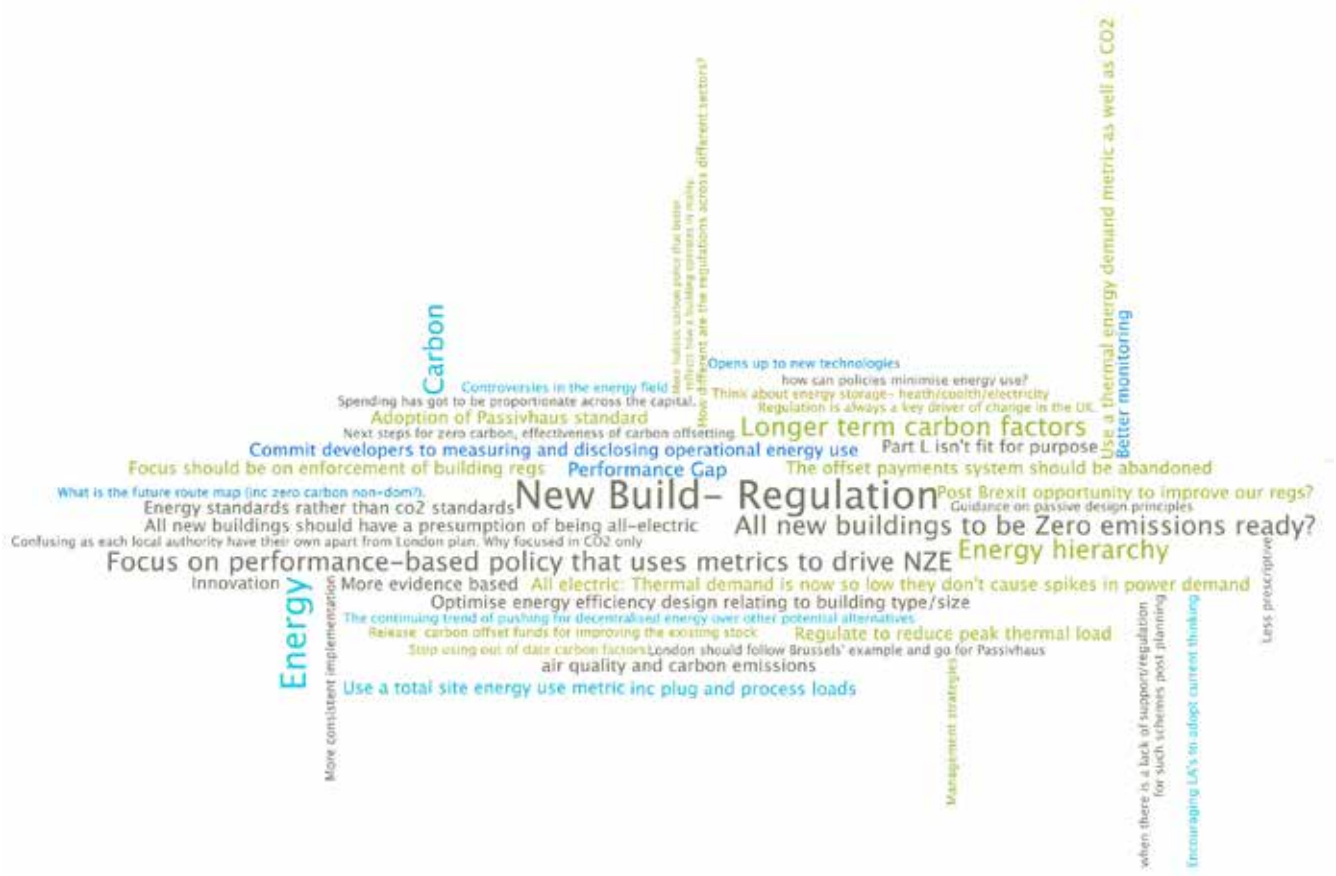 Use a thermal energy demand metric as well as CO2
How different are the regulations across different sectors?
More holistic carbon police that better
reflects how a building operates in reality.
Carbon
Better monitoring
Opens up to new technologies
how can policies minimise energy use?
Controversies in the energy field
Think about energy storage- heath/coolth/electricity
Spending has got to be proportionate across the capital.
Regulation is always a key driver of change in the UK.
Adoption of Passivhaus standard
Longer term carbon factors
Next steps for zero carbon, effectiveness of carbon offsetting.
Commit developers to measuring and disclosing operational energy use
Part L isn't fit for purpose
Focus should be on enforcement of building regs
Performance Gap
The offset payments system should be abandoned
What is the future route map (inc zero carbon non-dom?).
New Build- Regulation
Post Brexit opportunity to improve our regs?
Energy standards rather than co2 standards
Guidance on passive design principles
All new buildings should have a presumption of being all-electric
All new buildings to be Zero emissions ready?
Confusing as each local authority have their own apart from London plan. Why focused in CO2 only
Focus on performance-based policy that uses metrics to drive NZE
Energy hierarchy
Innovation
Energy
More consistent implementation
More evidence based
All electric: Thermal demand is now so low they don't cause spikes in power demand
Less prescriptive
Optimise energy efficiency design relating to building type/size
The continuing trend of pushing for decentralised energy over other potential alternatives
Release carbon offset funds for improving the existing stock
Regulate to reduce peak thermal load
Stop using out of date carbon factors
London should follow Brussels' example and go for Passivhaus
air quality and carbon emissions
Use a total site energy use metric inc plug and process loads
Management strategies
when there is a lack of support/regulation
for such schemes post planning
Encouraging LA's to adopt current thinking